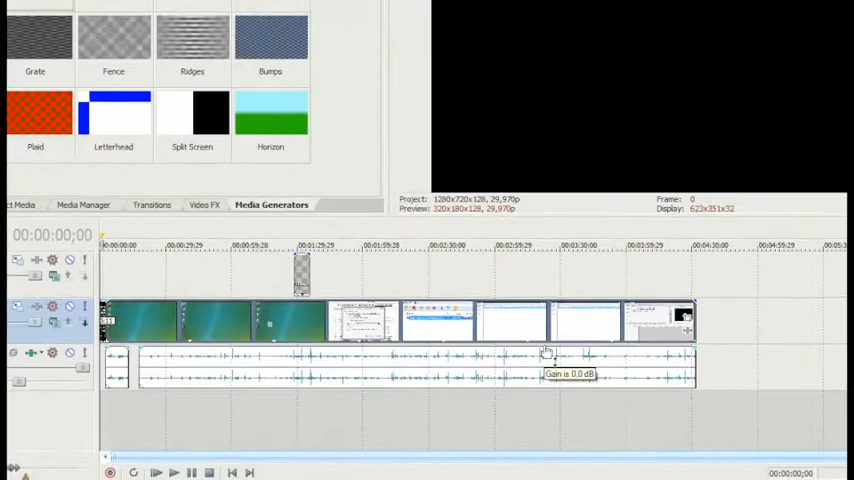 Grate Fence Ridges Bumps
Plaid Letterhead Split Screen Horizon
ct Media Media Manager Transitions Video FX Media Generators
Project: 1280x720x128, 29,970p Frame: 0
Preview: 320x180x128, 29,970p Display: 623x351x32
00:00:00;00
00:00:00 00:00:29;29 00:00:59;28 00:01:29;29 00:01:59;28 00:02:30;00 00:02:59;29 00:03:30;00 00:03:59;29 00:04:30;00 00:04:59;29 00:05:3
Gain is 0,0 dB
00:00:00;00